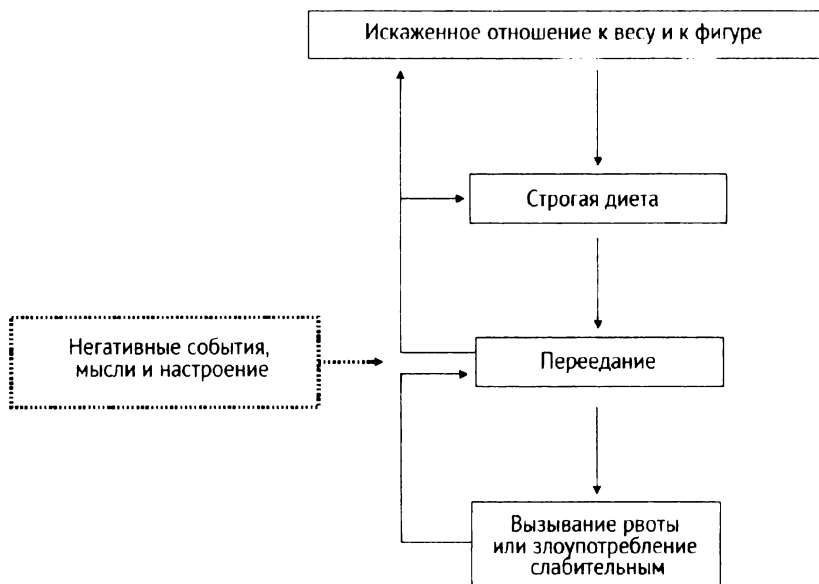 Искаженное отношение к весу и к фигуре
Строгая диета
Негативные события,
мысли и настроение
Переедание
Вызывание рвоты
или злоупотребление
слабительным